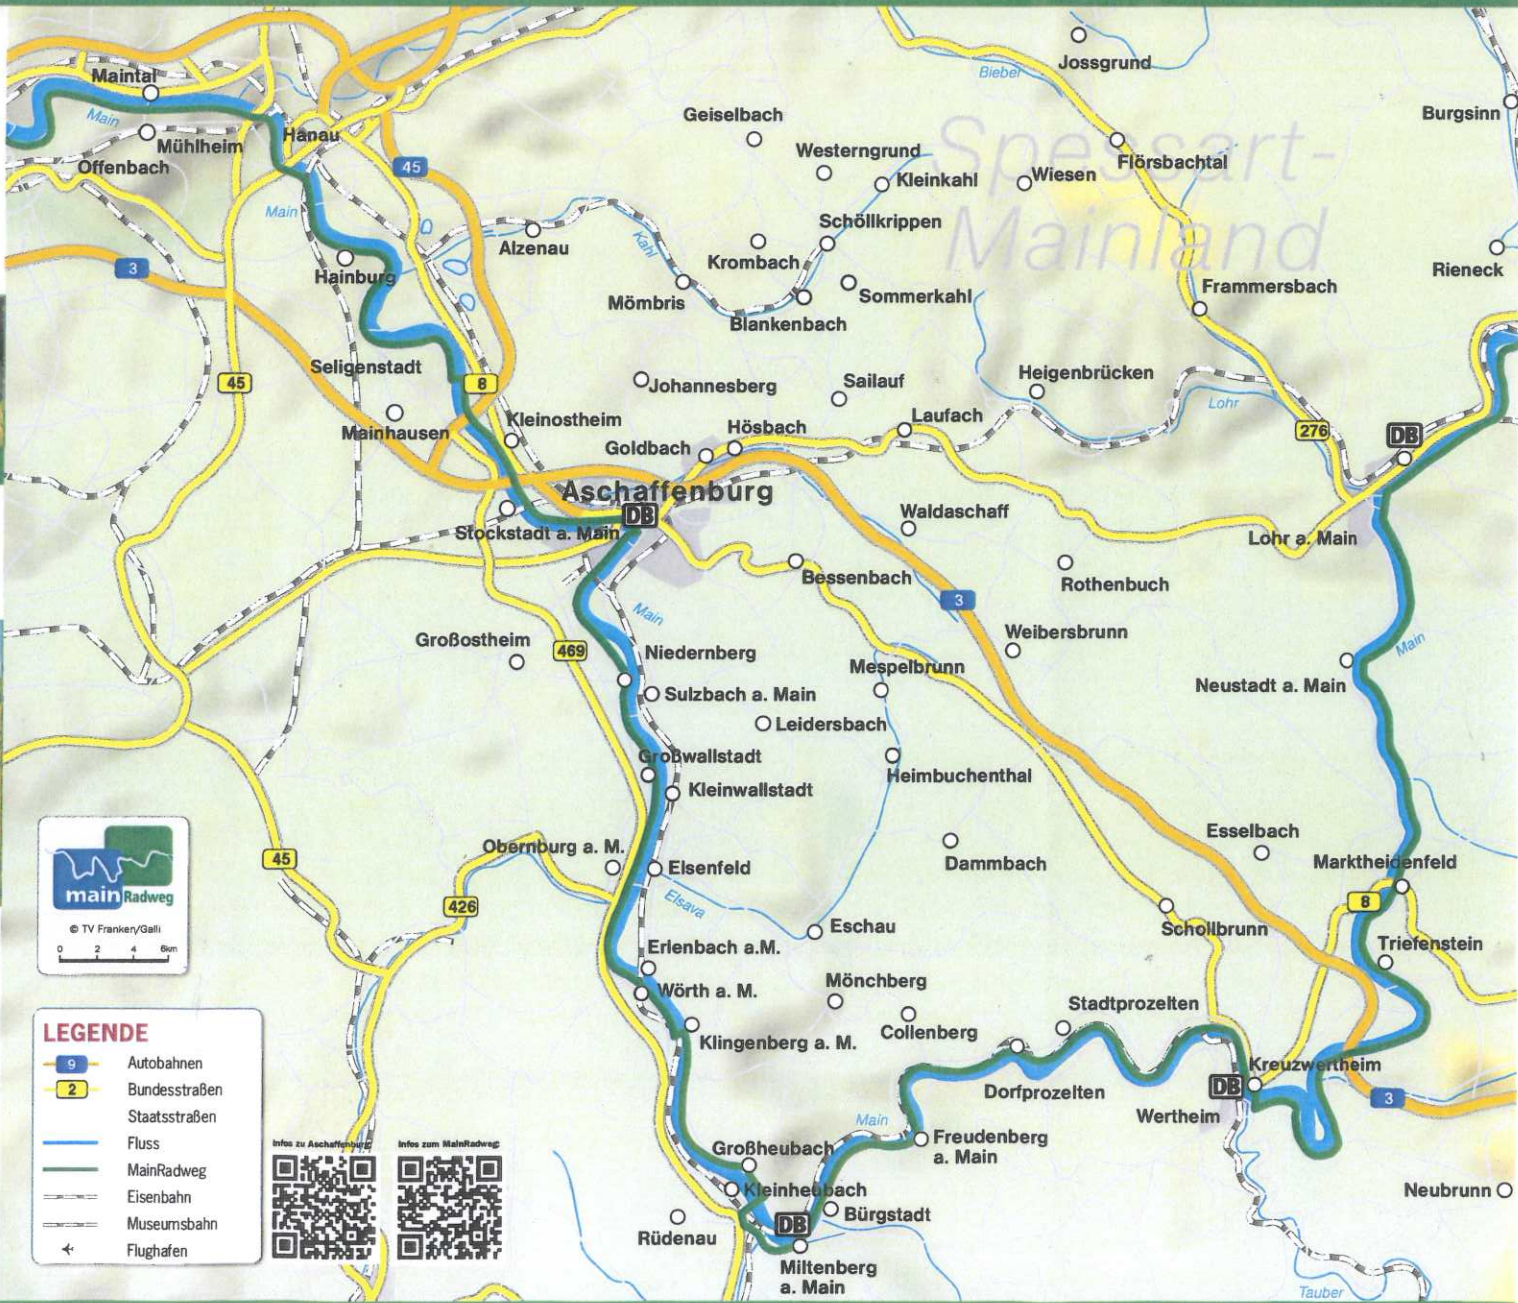 Maintal
Main
Mühlheim
Offenbach
Hanau
45
Main
3
Hainburg
Alzenau
Kahl
Mömbris
Geiselbach
Westerngrund
Kleinkahl
Schöllkrippen
Krombach
Sommerkahl
Blankenbach
Wiesen
Bieber
Jossgrund
Flörsbachtal
Burgsinn
Spessart-
Mainland
Rieneck
Frammersbach
Seligenstadt
45
8
Mainhausen
Kleinostheim
Johannesberg
Sailauf
Heigenbrücken
Lohr
276
DB
Goldbach
Hösbach
Laufach
Aschaffenburg
DB
Stockstadt a. Main
Waldaschaff
Lohr a. Main
Bessenbach
Rothenbuch
3
Main
Großostheim
469
Niedernberg
Sulzbach a. Main
Leidersbach
Mespelbrunn
Weibersbrunn
Neustadt a. Main
Main
Großwallstadt
Kleinwallstadt
Heimbuchenthal
Obernburg a. M.
Elsenfeld
Elsava
Dammbach
Esselbach
Marktheidenfeld
8
45
426
Eschau
Schollbrunn
Triefenstein
Erlenbach a.M.
Wörth a. M.
Mönchberg
Collenberg
Stadtprozelten
Klingenberg a. M.
Dorfprozelten
Kreuzwertheim
DB
Wertheim
3
Main
Freudenberg
a. Main
Großheubach
Kleinheubach
DB
Bürgstadt
Rüdenau
Miltenberg
a. Main
Neubrunn
Tauber
main Radweg
© TV Franken/Galli
0 2 4 6km
LEGENDE
9 Autobahnen
2 Bundesstraßen
Staatsstraßen
Fluss
MainRadweg
Eisenbahn
Museumsbahn
Flughafen
Infos zu Aschaffenburg:
Infos zum MainRadweg: